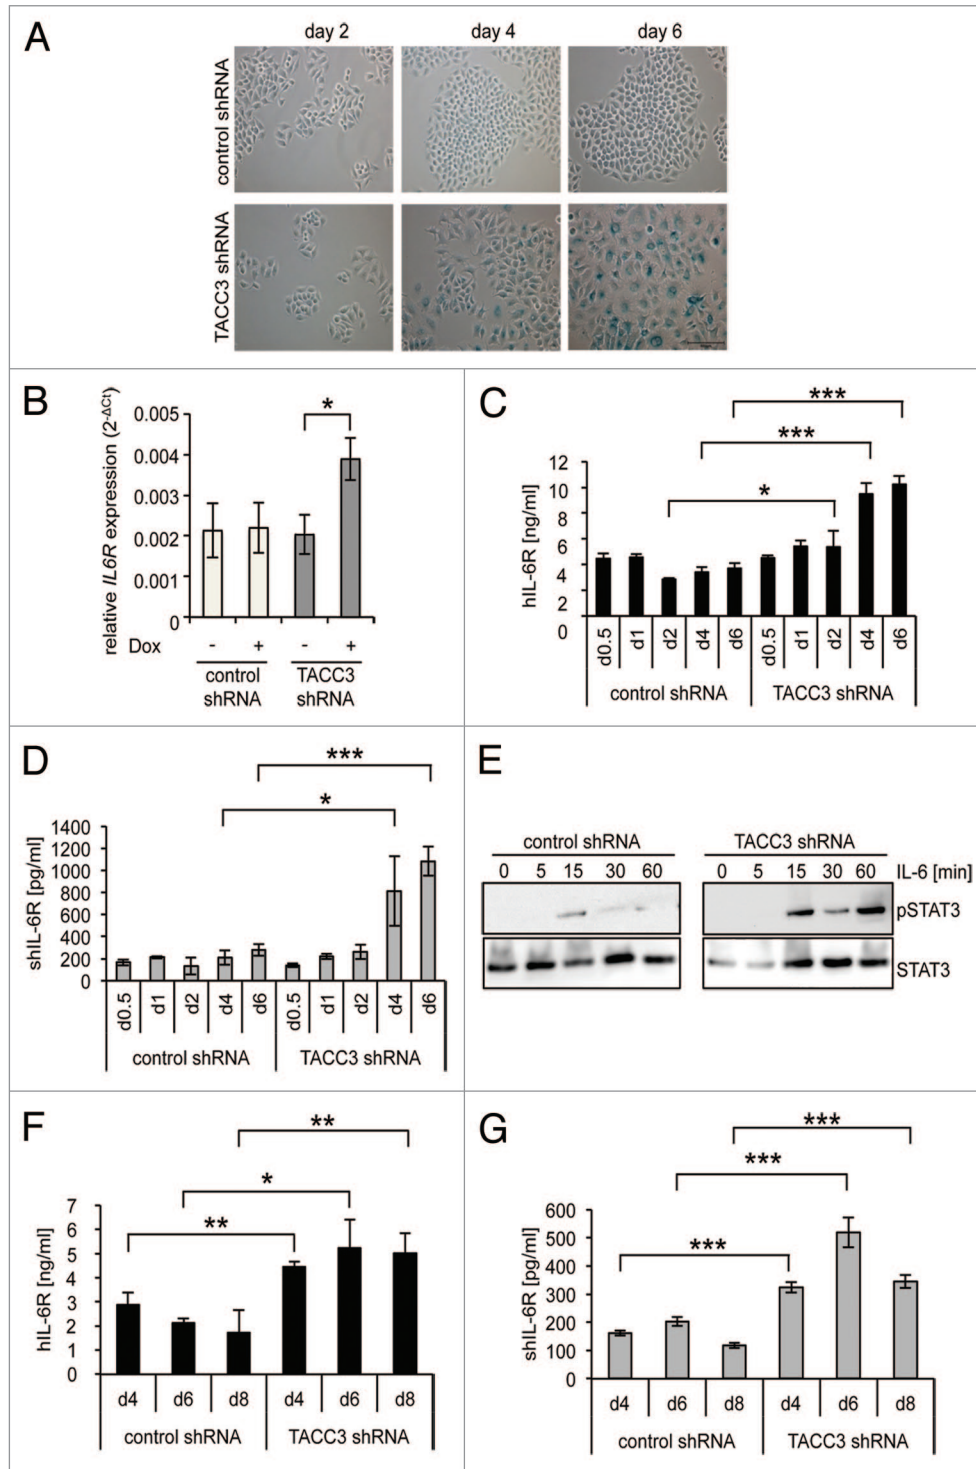 A
day 2 day 4 day 6
control shRNA
TACC3 shRNA
B
relative IL6R expression (2-ΔCt)
*
0.005
0.004
0.003
0.002
0.001
0
Dox - + - +
control shRNA
TACC3 shRNA
C
***
***
*
hIL-6R [ng/ml]
12
10
8
6
4
2
0
d0.5 d1 d2 d4 d6 d0.5 d1 d2 d4 d6
control shRNA TACC3 shRNA
D
***
*
shIL-6R [pg/ml]
1400
1200
1000
800
600
400
200
0
d0.5 d1 d2 d4 d6 d0.5 d1 d2 d4 d6
control shRNA TACC3 shRNA
E
control shRNA TACC3 shRNA
0 5 15 30 60 0 5 15 30 60 IL-6 [min]
pSTAT3
STAT3
F
**
*
**
hIL-6R [ng/ml]
7
6
5
4
3
2
1
0
d4 d6 d8 d4 d6 d8
control shRNA TACC3 shRNA
G
***
***
***
shIL-6R [pg/ml]
600
500
400
300
200
100
0
d4 d6 d8 d4 d6 d8
control shRNA TACC3 shRNA